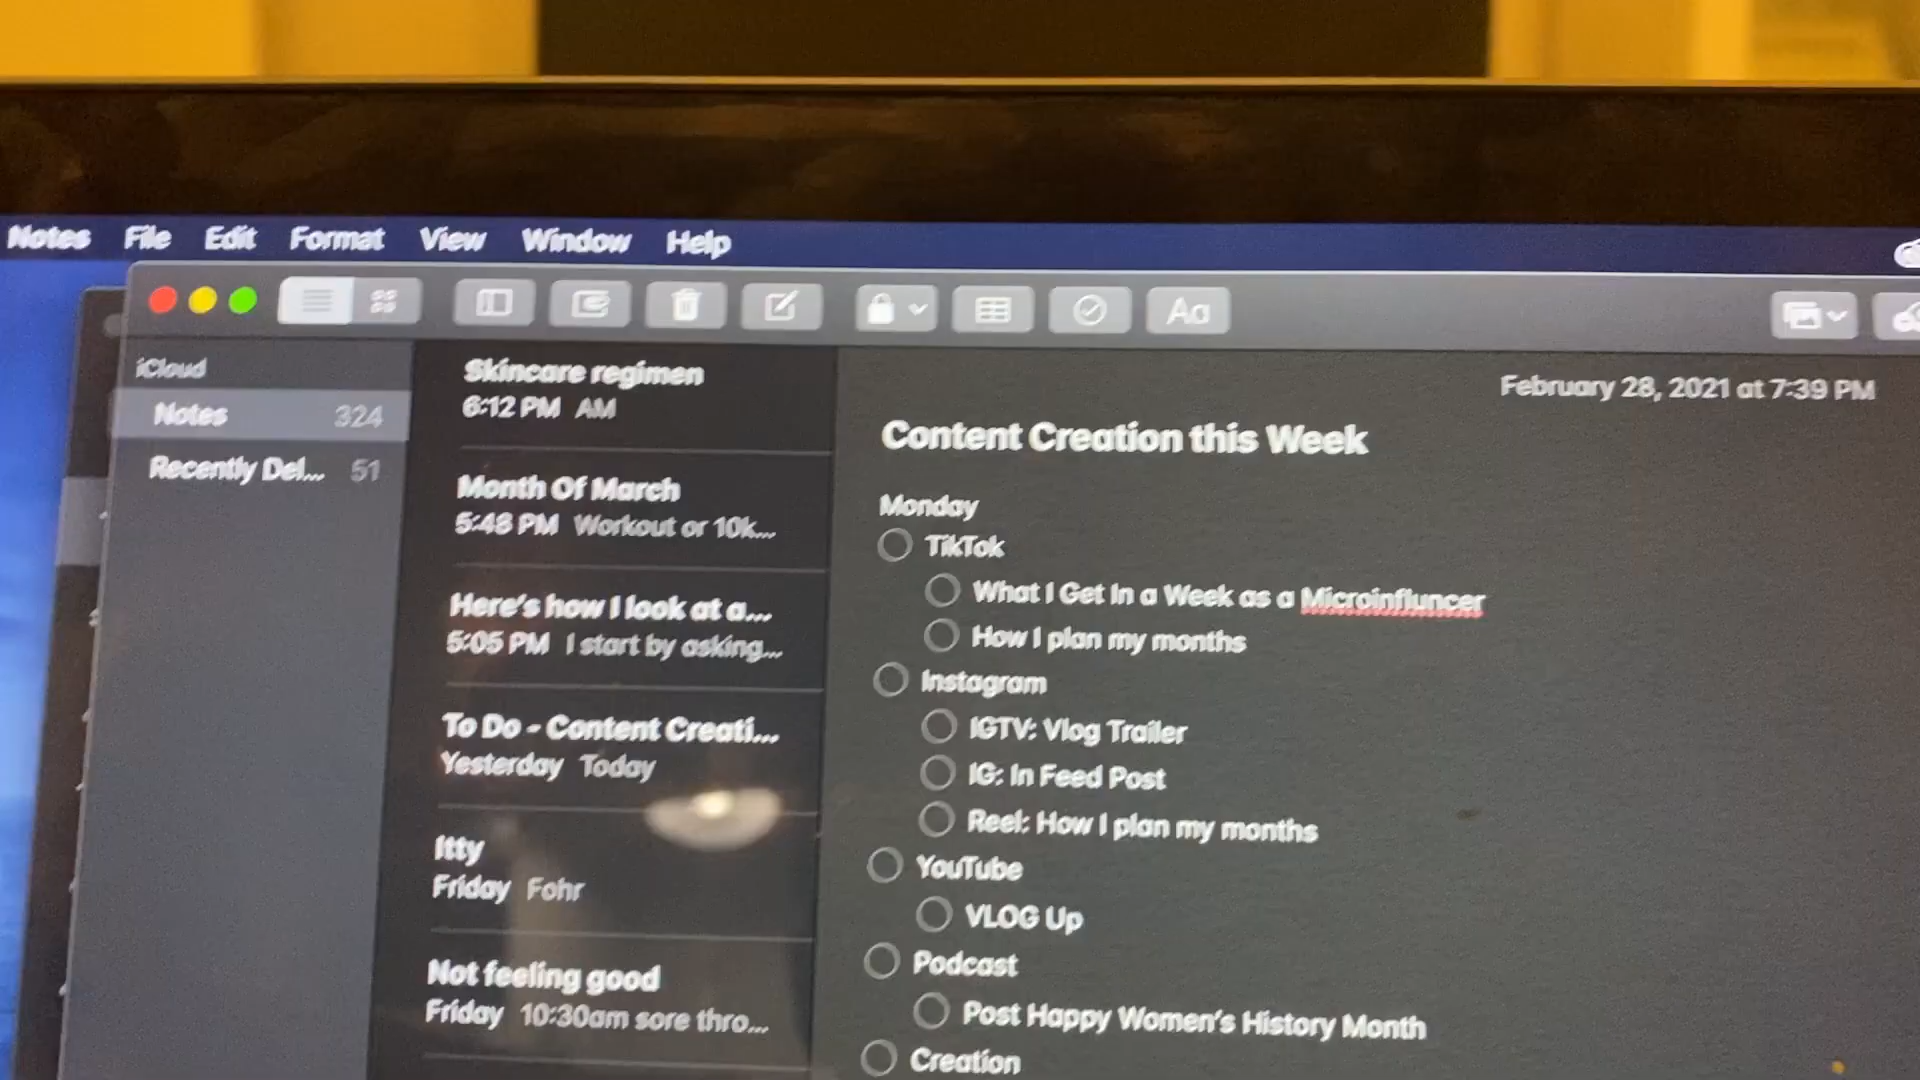 Notes File Edit Format View Window Help
Aa
iCloud
Notes 324
Recently Del... 51
Skincare regimen
6:12 PM AM
Month Of March
5:48 PM Workout or 10k...
Here's how I look at a...
5:05 PM I start by asking...
To Do - Content Creati...
Yesterday Today
Itty
Friday Fohr
Not feeling good
Friday 10:30am sore thro...
February 28, 2021 at 7:39 PM
Content Creation this Week
Monday
TikTok
What I Get In a Week as a Microinfluncer
How I plan my months
Instagram
IGTV: Vlog Trailer
IG: In Feed Post
Reel: How I plan my months
YouTube
VLOG Up
Podcast
Post Happy Women's History Month
Creation